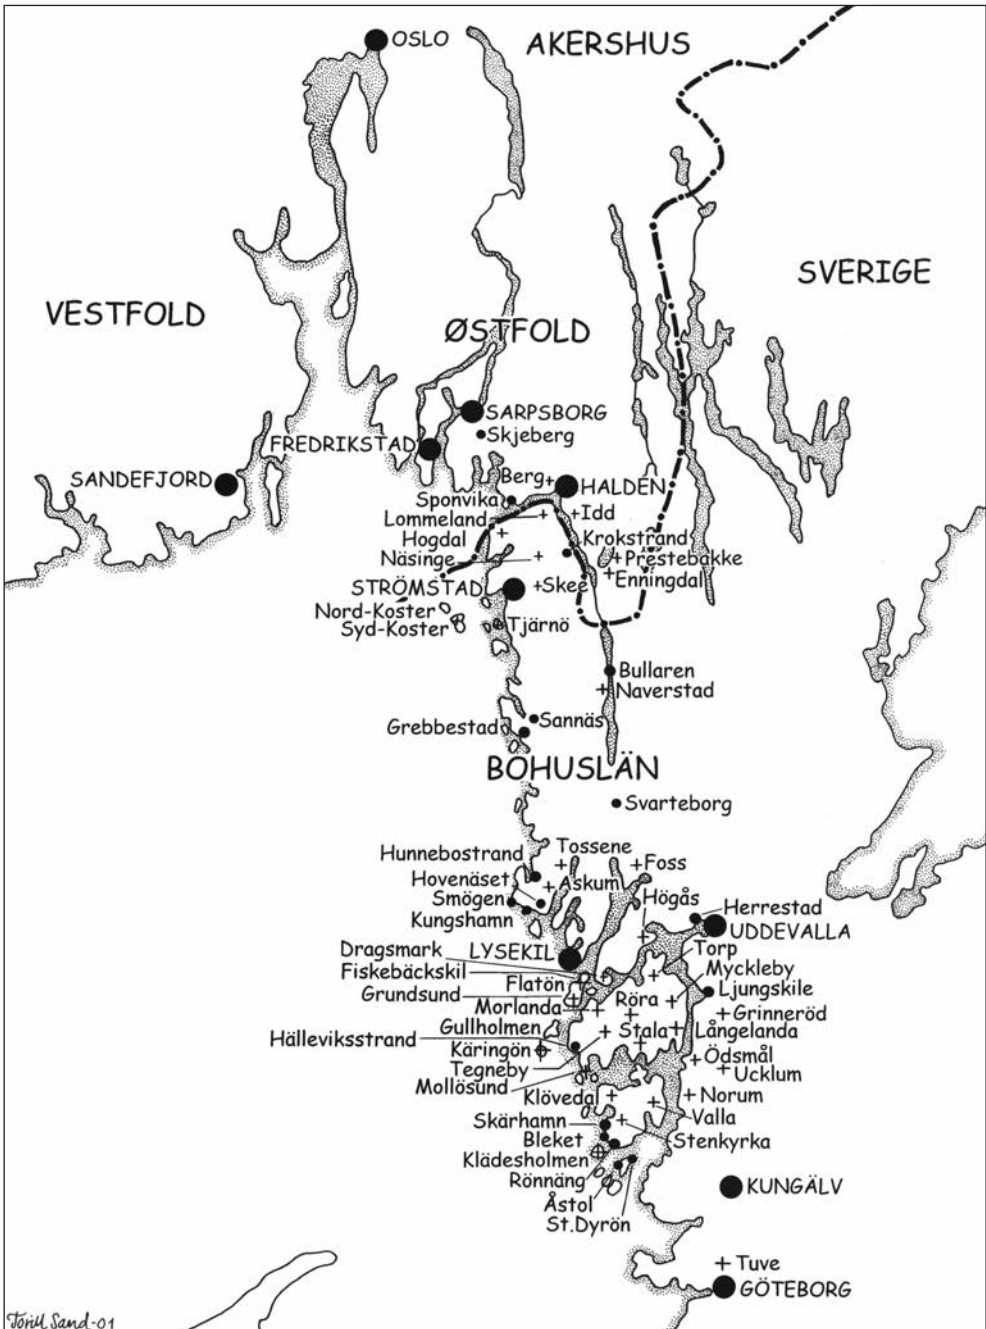 OSLO
AKERSHUS
SVERIGE
VESTFOLD
ØSTFOLD
SARPSBORG
FREDRIKSTAD
Skjeberg
SANDEFJORD
Berg
HALDEN
Sponvika
Lommeland
Idd
Hogdal
Krokstrand
Näsinge
Prestebakke
Enningdal
STRÖMSTAD
Skee
Nord-Koster
Syd-Koster
Tjärnö
Bullaren
Naverstad
Sannäs
Grebbestad
BOHUSLÄN
Svarteborg
Tossene
Hunnebostrand
Foss
Hovenäset
Askum
Smögen
Högås
Kungshamn
Herrestad
UDDEVALLA
Dragsmark
LYSEKIL
Torp
Fiskebäckskil
Myckleby
Flatön
Ljungskile
Grundsund
Morlanda
Röra
Grinneröd
Gullholmen
Stala
Långelanda
Hälleviksstrand
Käringön
Ödsmål
Tegneby
Ucklum
Mollösund
Klövedal
Norum
Valla
Skärhamn
Bleket
Stenkyrka
Klädesholmen
Rönnäng
KUNGÄLV
Åstol
St.Dyrön
Tuve
GÖTEBORG
Torill Sand-01